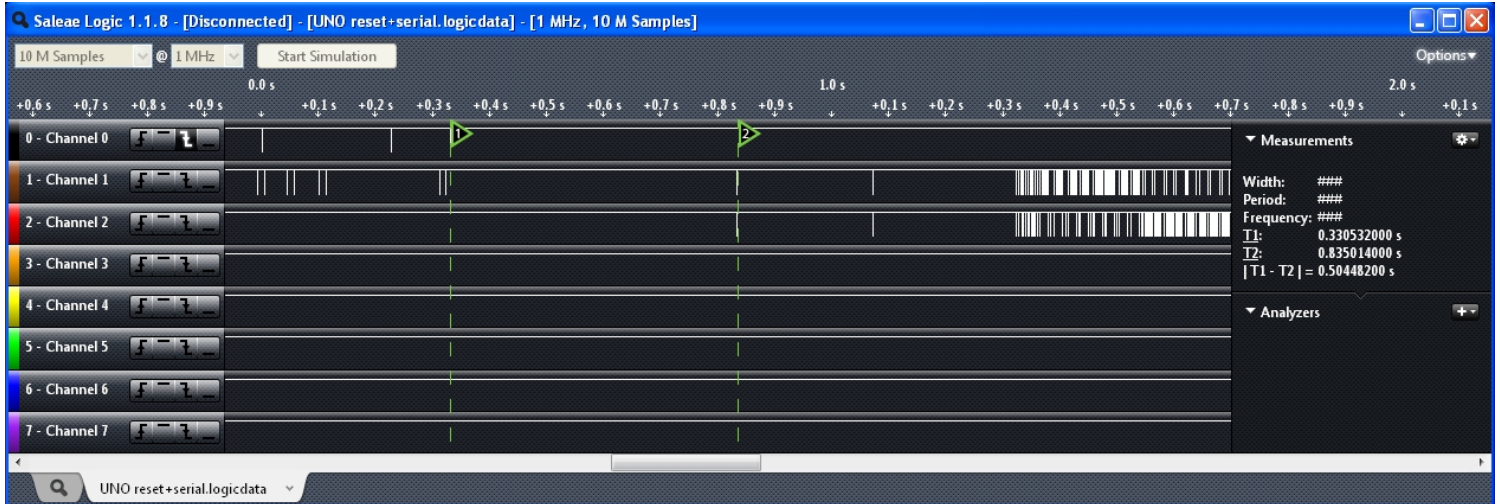 Saleae Logic 1.1.8 - [Disconnected] - [UNO reset+serial.logicdata] - [1 MHz, 10 M Samples]
10 M Samples @ 1 MHz Start Simulation Options
0.0 s 1.0 s 2.0 s
+0,6 s +0,7 s +0,8 s +0,9 s +0,1 s +0,2 s +0,3 s +0,4 s +0,5 s +0,6 s +0,7 s +0,8 s +0,9 s +0,1 s +0,2 s +0,3 s +0,4 s +0,5 s +0,6 s +0,7 s +0,8 s +0,9 s +0,1 s
0 - Channel 0 1 2
1 - Channel 1
2 - Channel 2
3 - Channel 3
4 - Channel 4
5 - Channel 5
6 - Channel 6
7 - Channel 7
Measurements
Width: ###
Period: ###
Frequency: ###
T1: 0.330532000 s
T2: 0.835014000 s
|T1 - T2| = 0.50448200 s
Analyzers
UNO reset+serial.logicdata